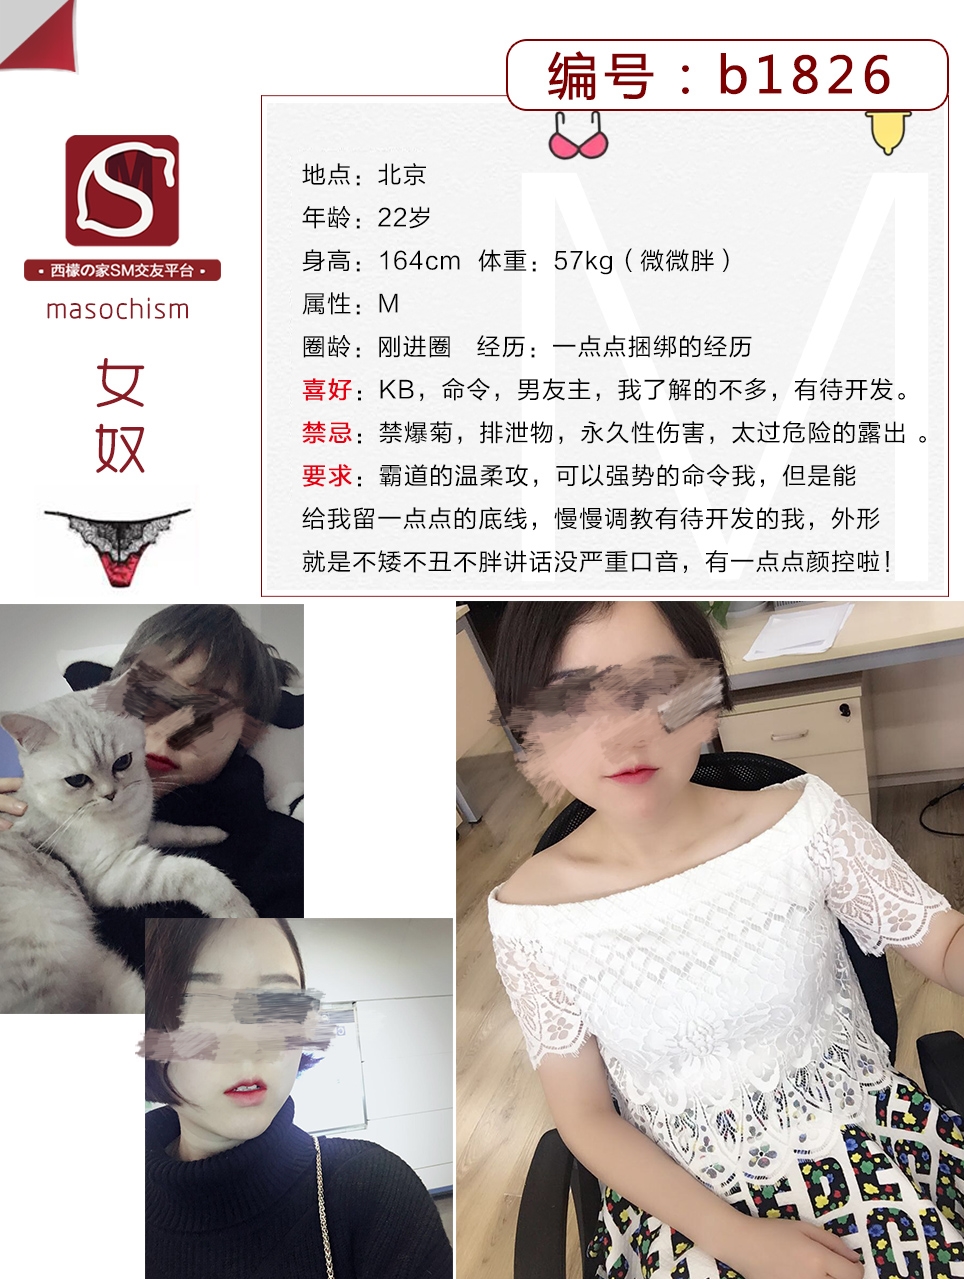 编号：b1826
地点：北京
年龄：22岁
身高：164cm 体重：57kg（微微胖）
属性：M
圈龄：刚进圈 经历：一点点捆绑的经历
喜好：KB，命令，男友主，我了解的不多，有待开发。
禁忌：禁爆菊，排泄物，永久性伤害，太过危险的露出 。
要求：霸道的温柔攻，可以强势的命令我，但是能
给我留一点点的底线，慢慢调教有待开发的我，外形
就是不矮不丑不胖讲话没严重口音，有一点点颜控啦！
M
SM
·西檬の家SM交友平台·
masochism
女
奴